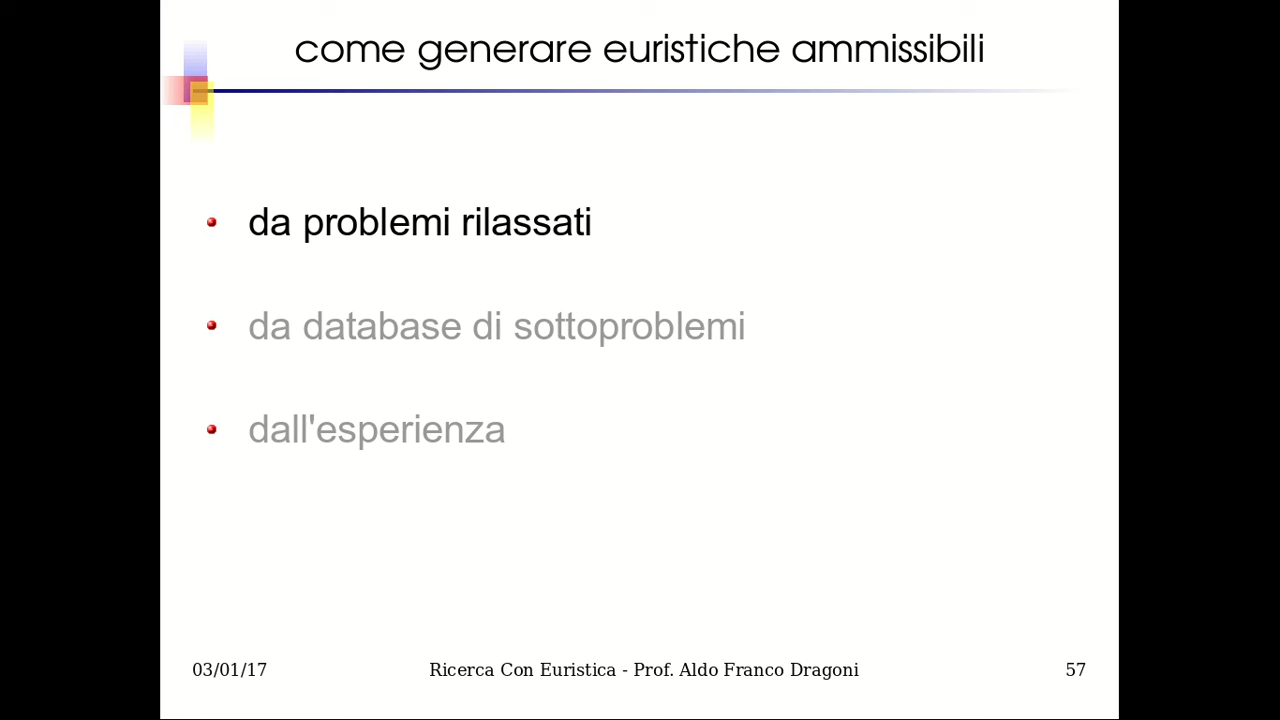 come generare euristiche ammissibili
da problemi rilassati
da database di sottoproblemi
dall'esperienza
03/01/17 Ricerca Con Euristica - Prof. Aldo Franco Dragoni 57